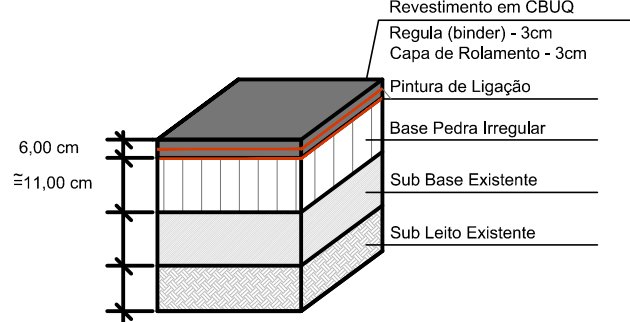 Revestimento em CBUQ
Regula (binder) - 3cm
Capa de Rolamento - 3cm
Pintura de Ligação
Base Pedra Irregular
Sub Base Existente
Sub Leito Existente
6,00 cm
≅11,00 cm